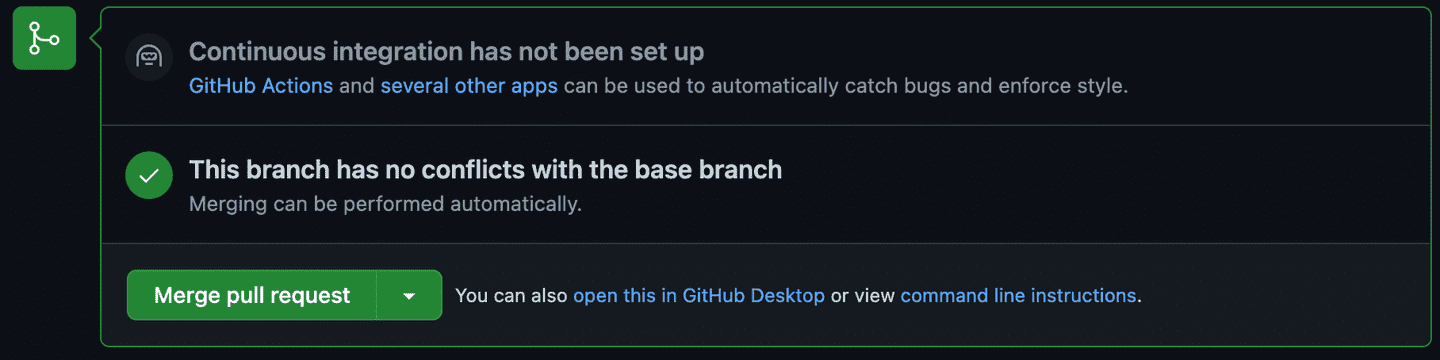 Continuous integration has not been set up
GitHub Actions and several other apps can be used to automatically catch bugs and enforce style.
This branch has no conflicts with the base branch
Merging can be performed automatically.
Merge pull request You can also open this in GitHub Desktop or view command line instructions.